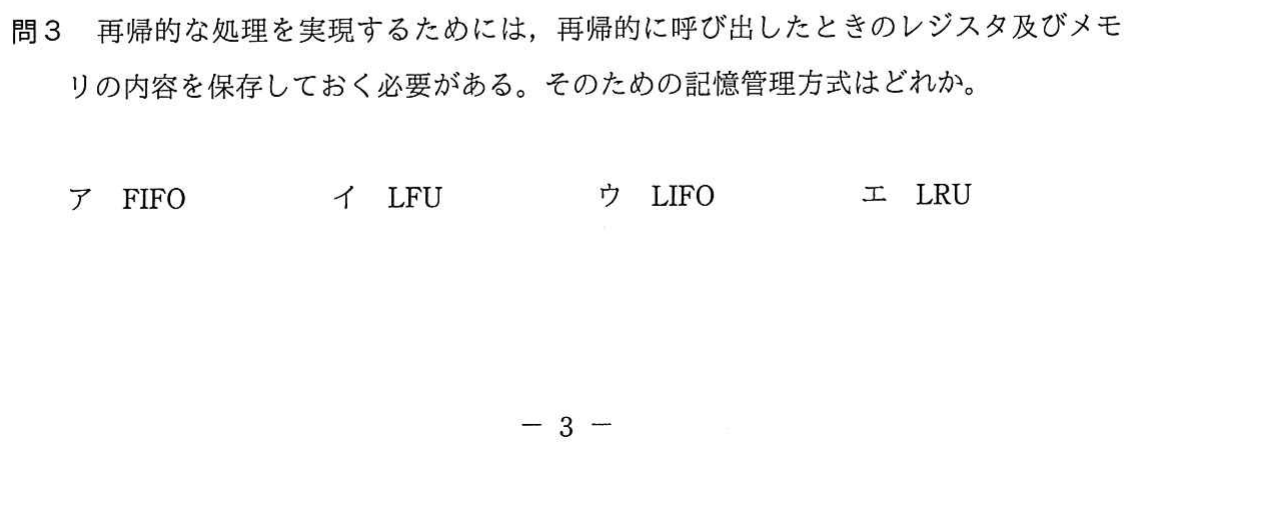 問３　再帰的な処理を実現するためには，再帰的に呼び出したときのレジスタ及びメモ
リの内容を保存しておく必要がある。そのための記憶管理方式はどれか。
ア　FIFO　イ　LFU　ウ　LIFO　エ　LRU
－ 3 －